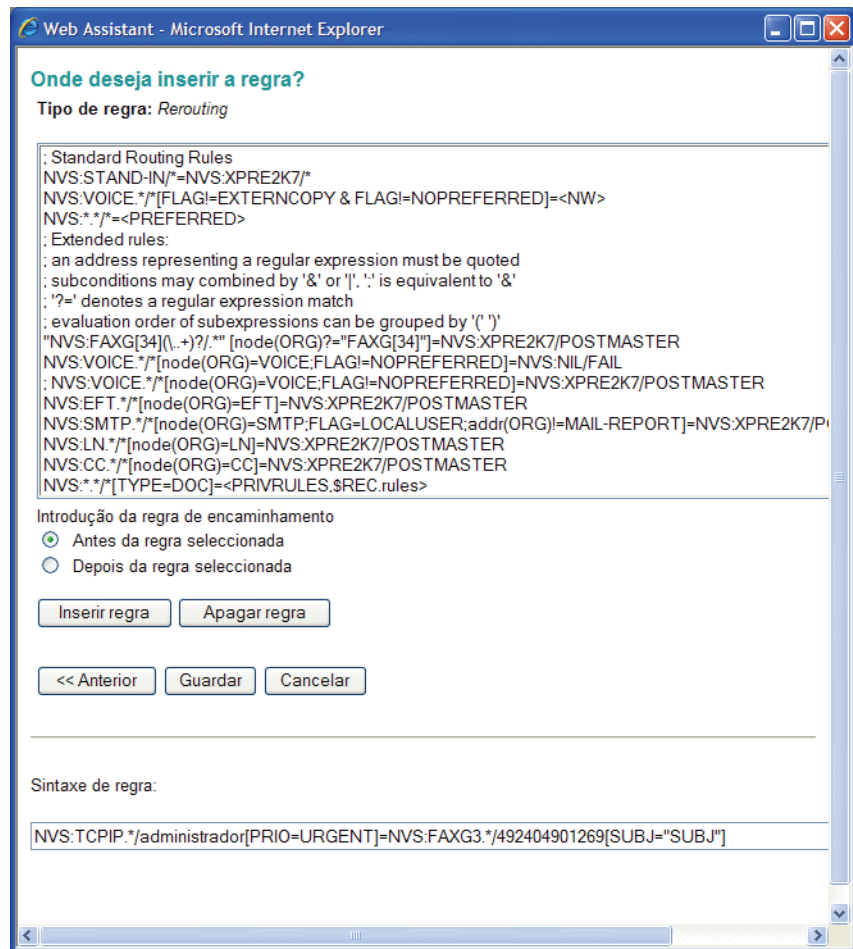 Web Assistant - Microsoft Internet Explorer
Onde deseja inserir a regra?
Tipo de regra: Rerouting
; Standard Routing Rules
NVS:STAND-IN/*=NVS:XPRE2K7/*
NVS:VOICE.*/*[FLAG!=EXTERNCOPY & FLAG!=NOPREFERRED]=<NW>
NVS:*.*/*=<PREFERRED>
; Extended rules:
; an address representing a regular expression must be quoted
; subconditions may combined by '&' or '|', ';' is equivalent to '&'
; '?=' denotes a regular expression match
; evaluation order of subexpressions can be grouped by '(' ')'
"NVS:FAXG[34](\..+)?/.*" [node(ORG)?="FAXG[34]"]=NVS:XPRE2K7/POSTMASTER
NVS:VOICE.*/*[node(ORG)=VOICE;FLAG!=NOPREFERRED]=NVS:NIL/FAIL
; NVS:VOICE.*/*[node(ORG)=VOICE;FLAG!=NOPREFERRED]=NVS:XPRE2K7/POSTMASTER
NVS:EFT.*/*[node(ORG)=EFT]=NVS:XPRE2K7/POSTMASTER
NVS:SMTP.*/*[node(ORG)=SMTP;FLAG=LOCALUSER;addr(ORG)!=MAIL-REPORT]=NVS:XPRE2K7/P
NVS:LN.*/*[node(ORG)=LN]=NVS:XPRE2K7/POSTMASTER
NVS:CC.*/*[node(ORG)=CC]=NVS:XPRE2K7/POSTMASTER
NVS:*.*/*[TYPE=DOC]=<PRIVRULES,$REC.rules>
Introdução da regra de encaminhamento
Antes da regra seleccionada
Depois da regra seleccionada
Inserir regra Apagar regra
<< Anterior Guardar Cancelar
Sintaxe de regra:
NVS:TCPIP.*/administrador[PRIO=URGENT]=NVS:FAXG3.*/492404901269[SUBJ="SUBJ"]